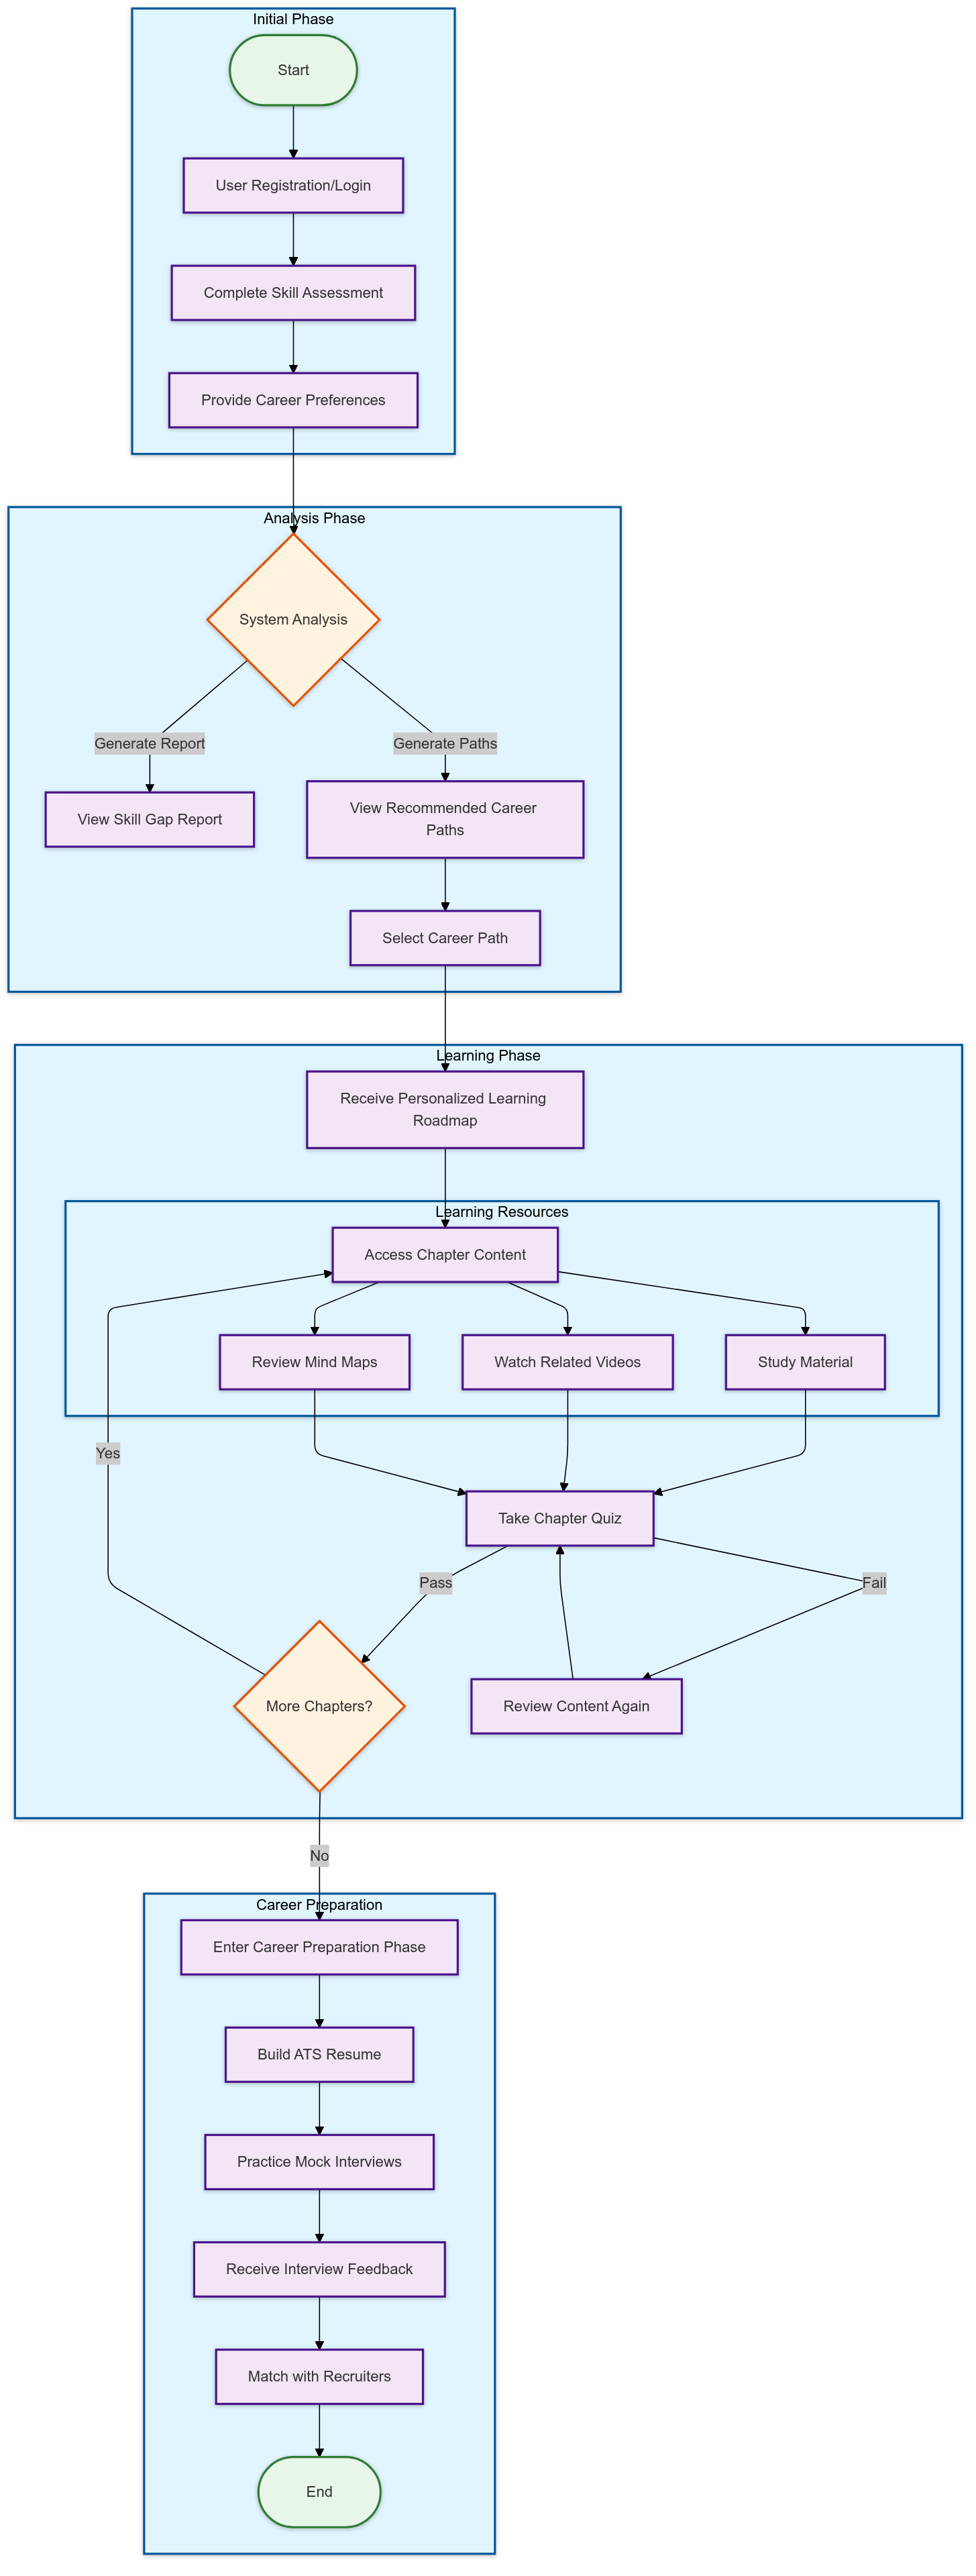 Initial Phase
Start
User Registration/Login
Complete Skill Assessment
Provide Career Preferences
Analysis Phase
System Analysis
Generate Report
Generate Paths
View Skill Gap Report
View Recommended Career
Paths
Select Career Path
Learning Phase
Receive Personalized Learning
Roadmap
Learning Resources
Access Chapter Content
Review Mind Maps
Watch Related Videos
Study Material
Yes
Take Chapter Quiz
Pass
Fail
More Chapters?
Review Content Again
No
Career Preparation
Enter Career Preparation Phase
Build ATS Resume
Practice Mock Interviews
Receive Interview Feedback
Match with Recruiters
End